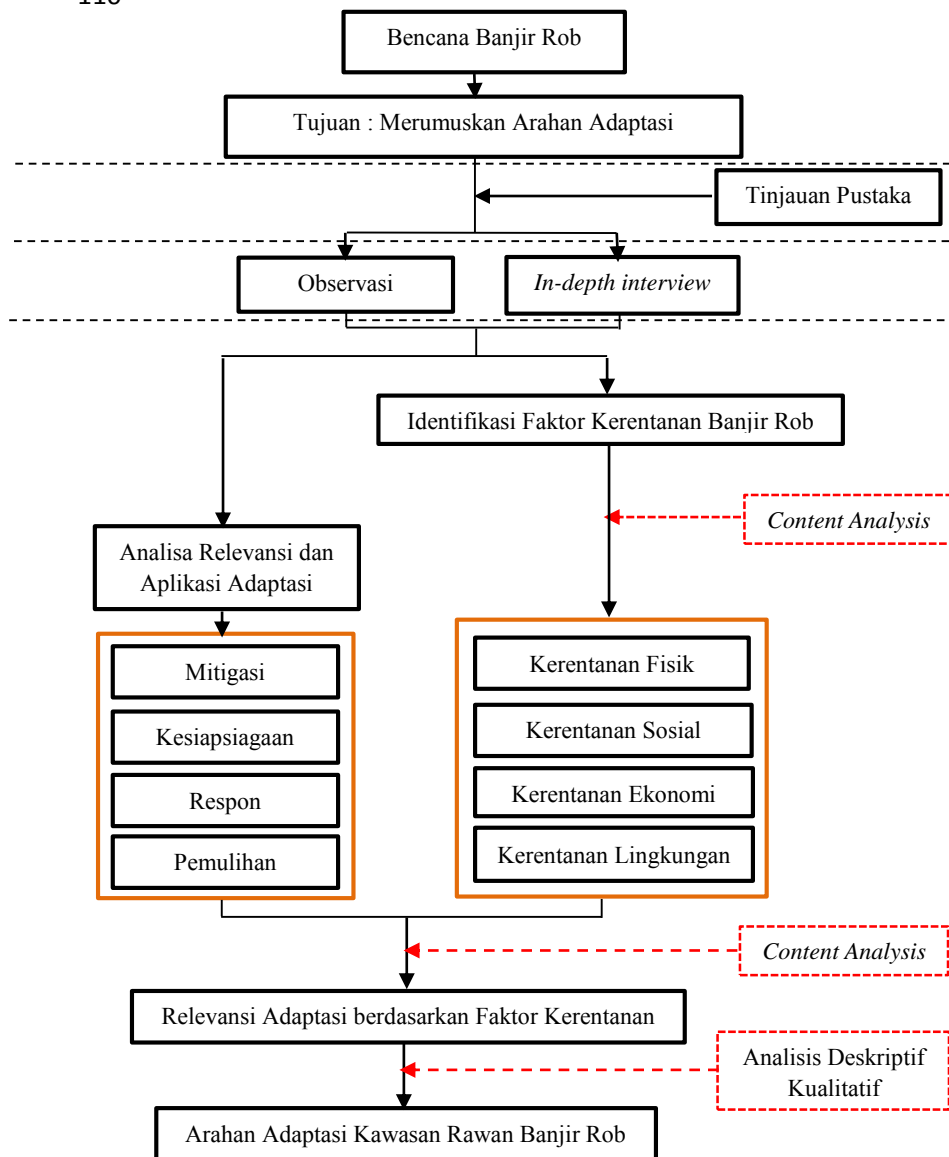 Bencana Banjir Rob
Tujuan : Merumuskan Arahan Adaptasi
Tinjauan Pustaka
Observasi
In-depth interview
Identifikasi Faktor Kerentanan Banjir Rob
Content Analysis
Analisa Relevansi dan
Aplikasi Adaptasi
Mitigasi
Kesiapsiagaan
Respon
Pemulihan
Kerentanan Fisik
Kerentanan Sosial
Kerentanan Ekonomi
Kerentanan Lingkungan
Content Analysis
Relevansi Adaptasi berdasarkan Faktor Kerentanan
Analisis Deskriptif
Kualitatif
Arahan Adaptasi Kawasan Rawan Banjir Rob